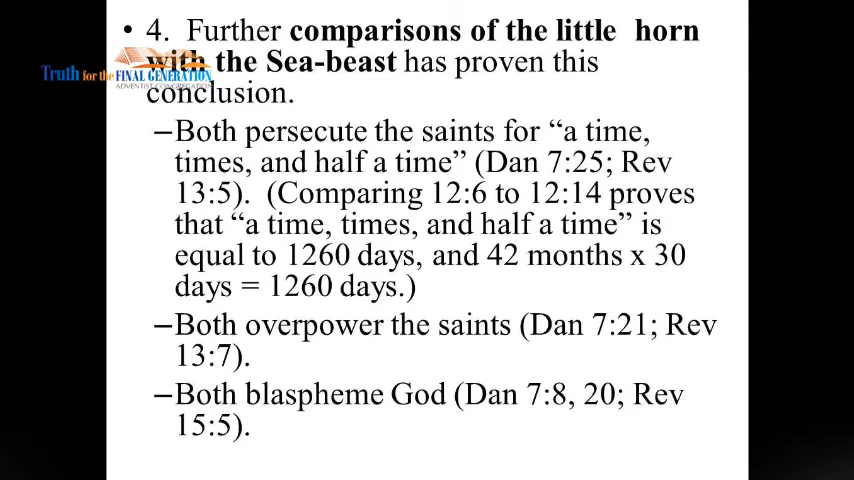 • 4.  Further comparisons of the little  horn
with the Sea-beast has proven this
conclusion.
Truth for the FINAL GENERATION
ADVENTIST CONGREGATION
–Both persecute the saints for “a time,
times, and half a time” (Dan 7:25; Rev
13:5).  (Comparing 12:6 to 12:14 proves
that “a time, times, and half a time” is
equal to 1260 days, and 42 months x 30
days = 1260 days.)
–Both overpower the saints (Dan 7:21; Rev
13:7).
–Both blaspheme God (Dan 7:8, 20; Rev
15:5).